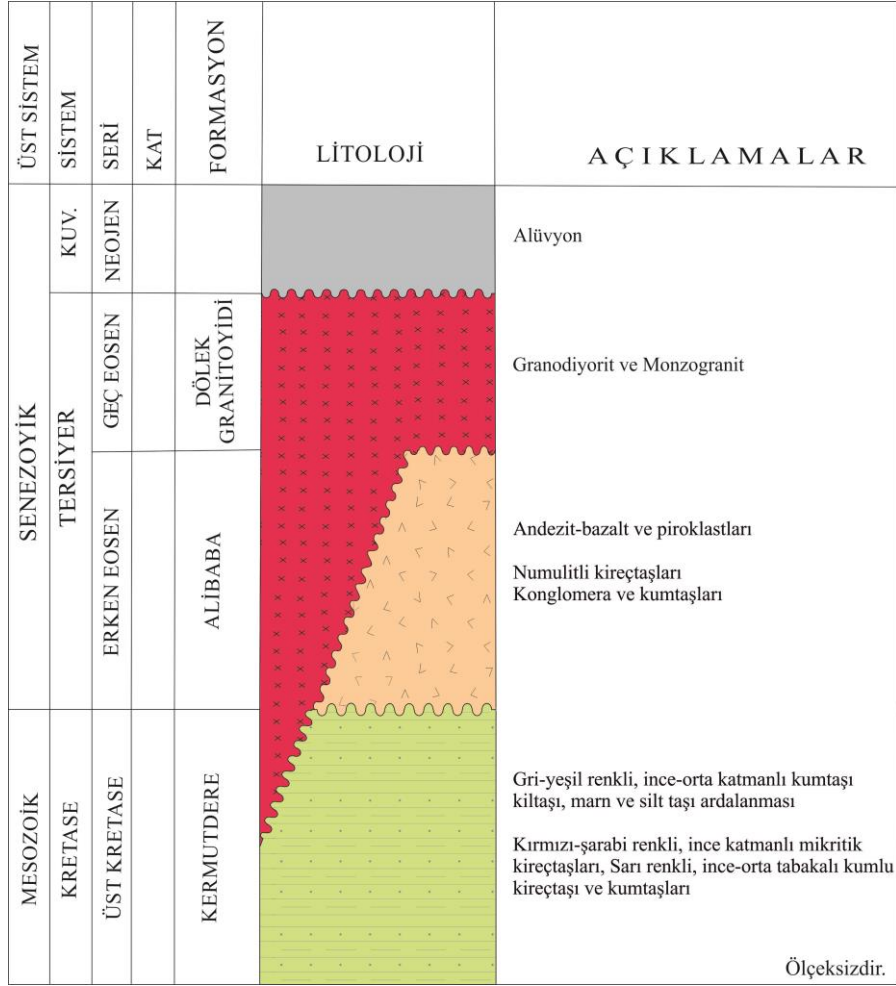 ÜST SİSTEM
SİSTEM
SERİ
KAT
FORMASYON
LİTOLOJİ
AÇIKLAMALAR
SENEZOYİK
KUV.
NEOJEN
Alüvyon
TERSİYER
GEÇ EOSEN
DÖLEK
GRANİTOYİDİ
Granodiyorit ve Monzogranit
ERKEN EOSEN
ALİBABA
Andezit-bazalt ve piroklastları
Numulitli kireçtaşları
Konglomera ve kumtaşları
MESOZOİK
KRETASE
ÜST KRETASE
KERMUTDERE
Gri-yeşil renkli, ince-orta katmanlı kumtaşı
kiltaşı, marn ve silt taşı ardalanması
Kırmızı-şarabi renkli, ince katmanlı mikritik
kireçtaşları, Sarı renkli, ince-orta tabakalı kumlu
kireçtaşı ve kumtaşları
Ölçeksizdir.